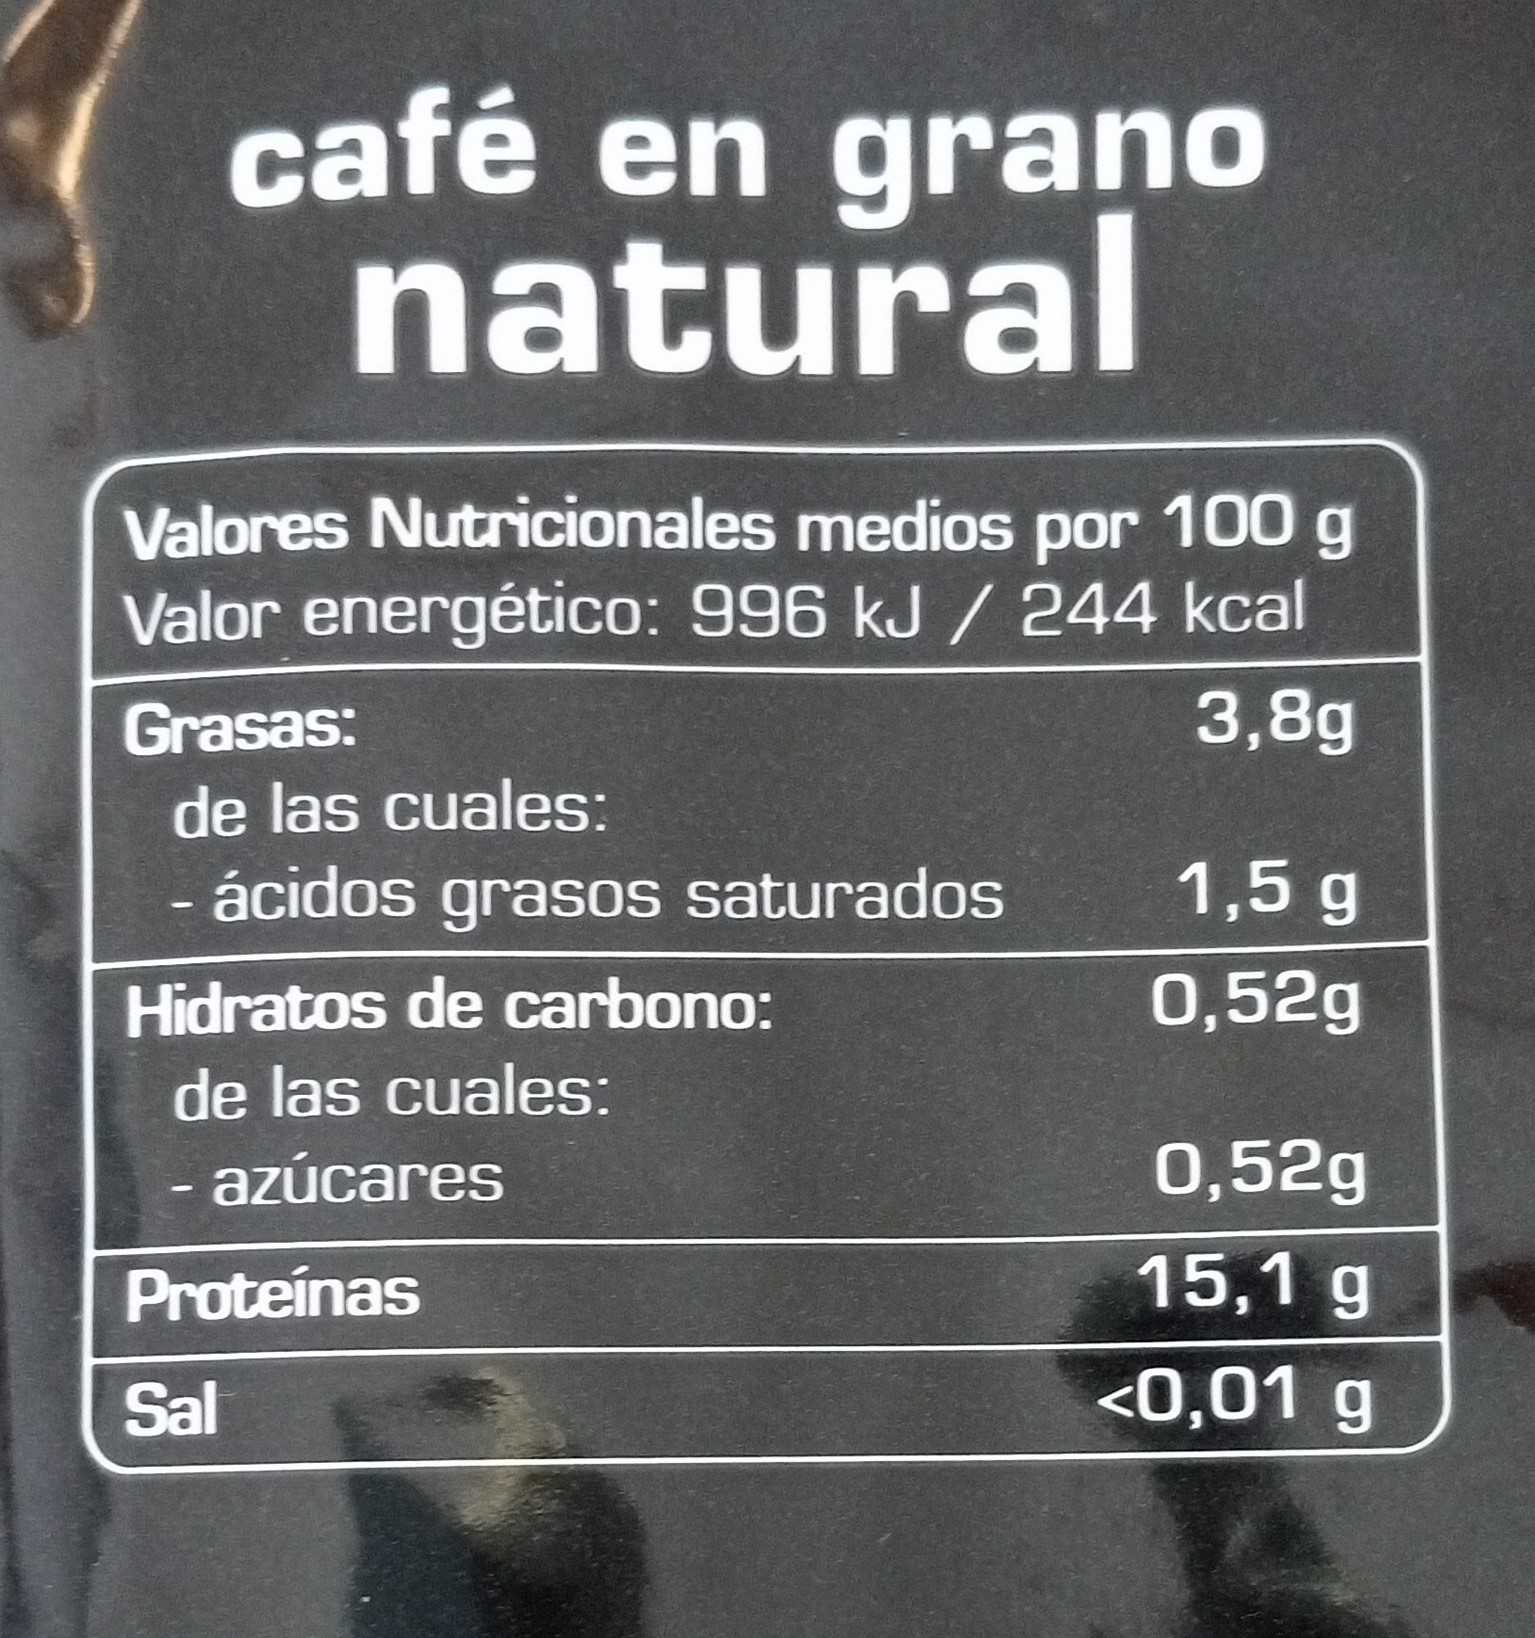 café en grano
natural
Valores Nutricionales medios por 100 g
Valor energético: 996 kJ / 244 kcal
Grasas: 3,8g
de las cuales:
- ácidos grasos saturados 1,5 g
Hidratos de carbono: 0,52g
de las cuales:
- azúcares 0,52g
Proteínas 15,1 g
Sal <0,01 g